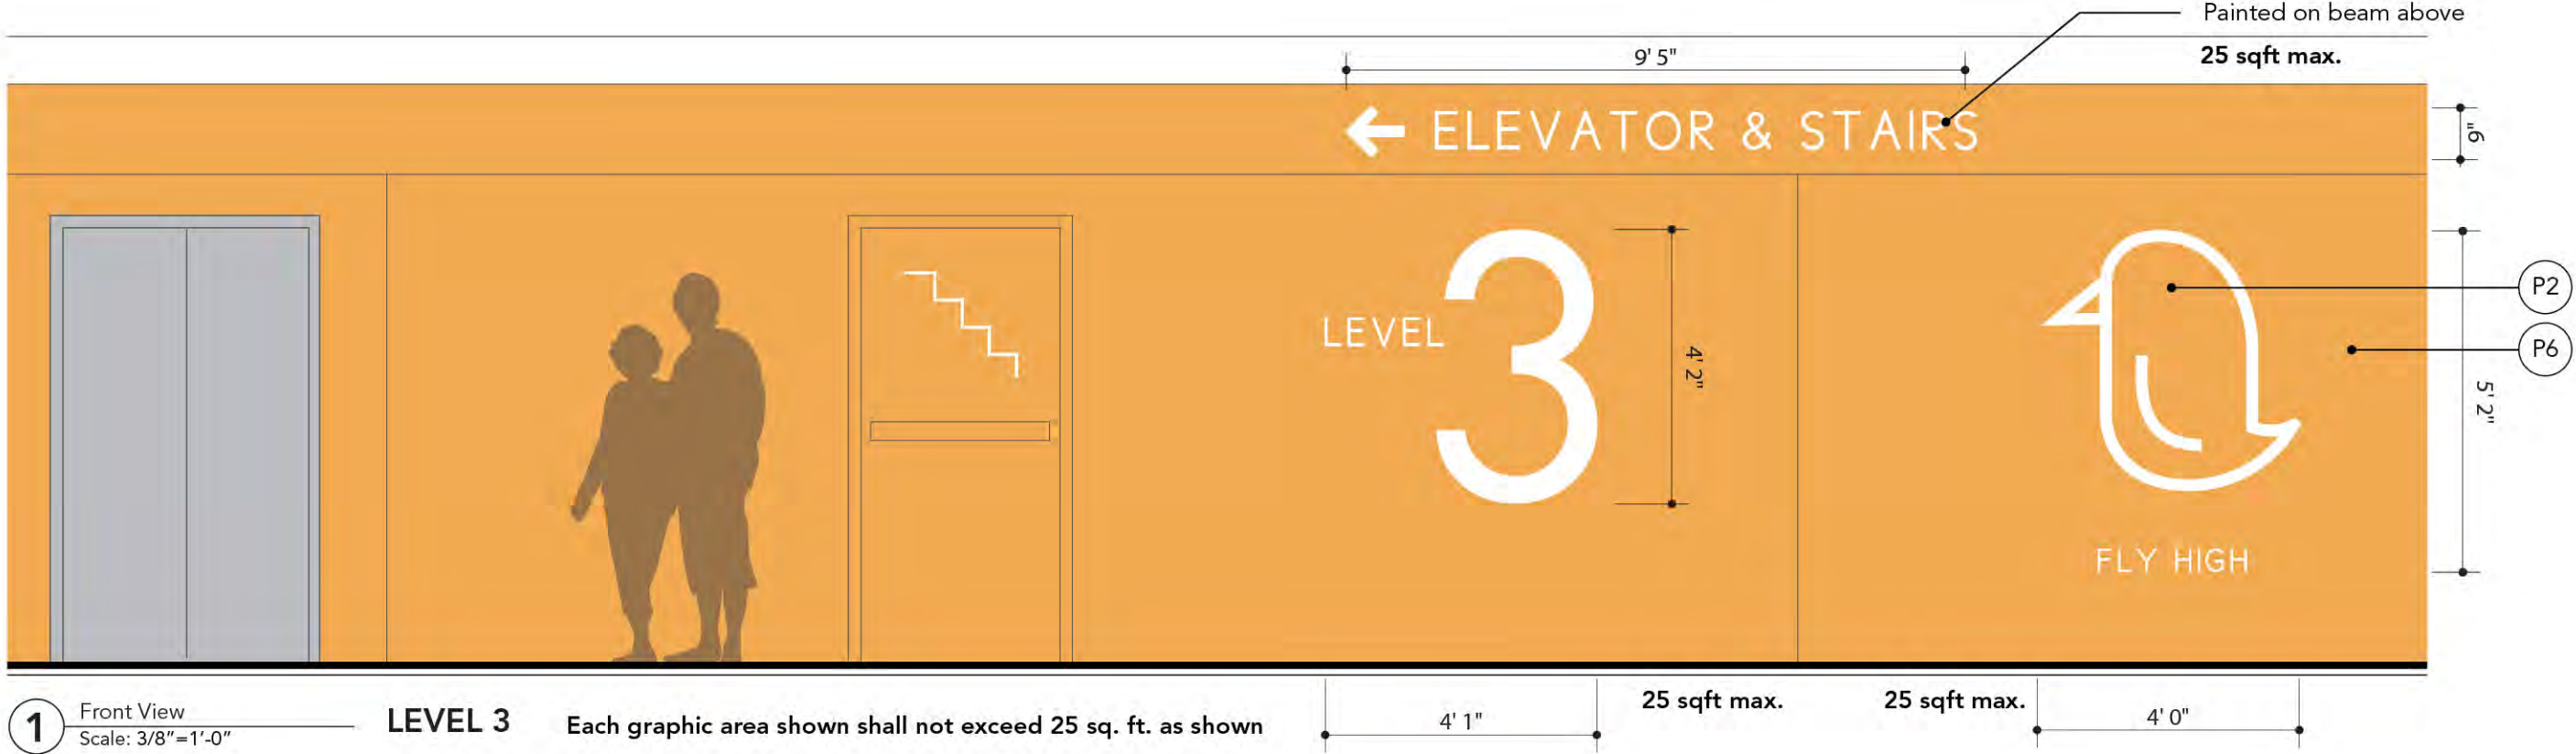 Painted on beam above
25 sqft max.
9' 5"
ELEVATOR & STAIRS
9"
3
LEVEL
4' 2"
P2
P6
5' 2"
FLY HIGH
1
Front View
Scale: 3/8"=1'-0"
LEVEL 3
Each graphic area shown shall not exceed 25 sq. ft. as shown
4' 1"
25 sqft max.
25 sqft max.
4' 0"